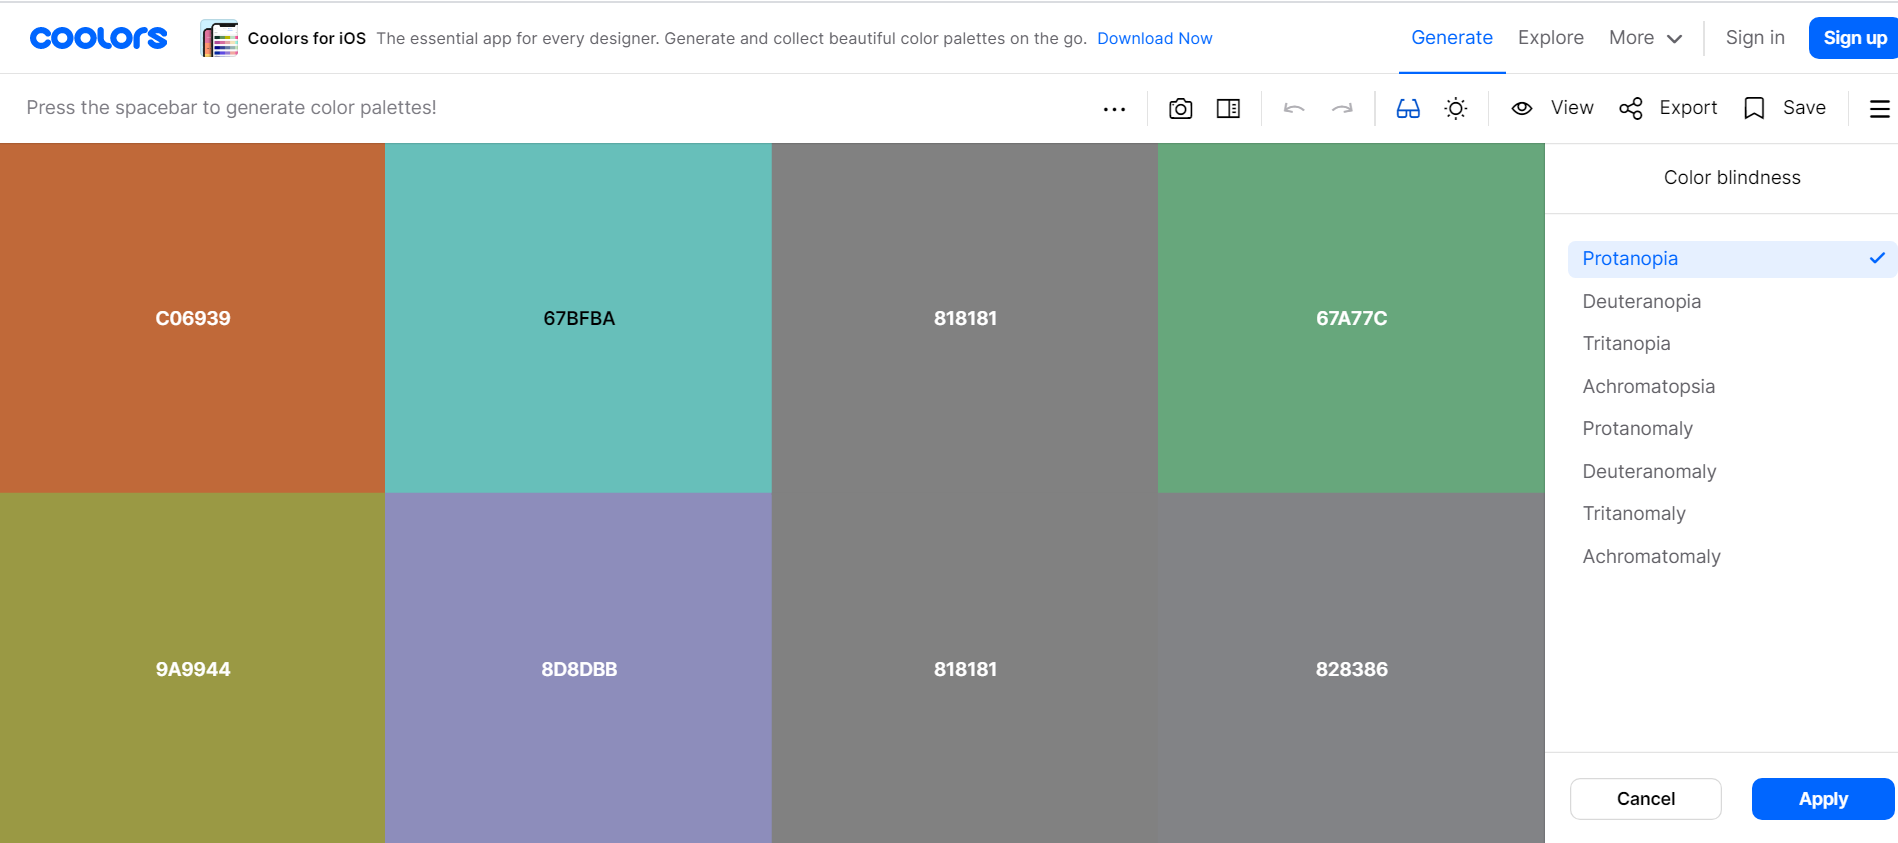 coolors
Coolors for iOS The essential app for every designer. Generate and collect beautiful color palettes on the go. Download Now
Generate Explore More Sign in Sign up
Press the spacebar to generate color palettes!
View Export Save
C06939 67BFBA 818181 67A77C
9A9944 8D8DBB 818181 828386
Color blindness
Protanopia
Deuteranopia
Tritanopia
Achromatopsia
Protanomaly
Deuteranomaly
Tritanomaly
Achromatomaly
Cancel Apply